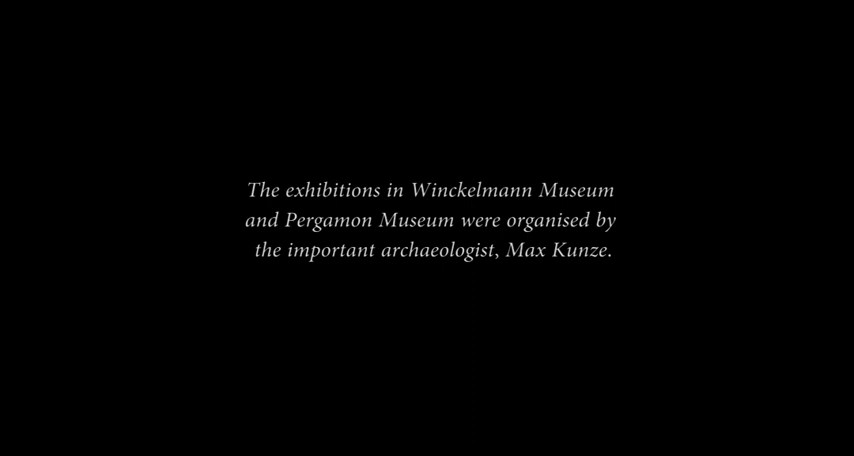 The exhibitions in Winckelmann Museum
and Pergamon Museum were organised by
the important archaeologist, Max Kunze.